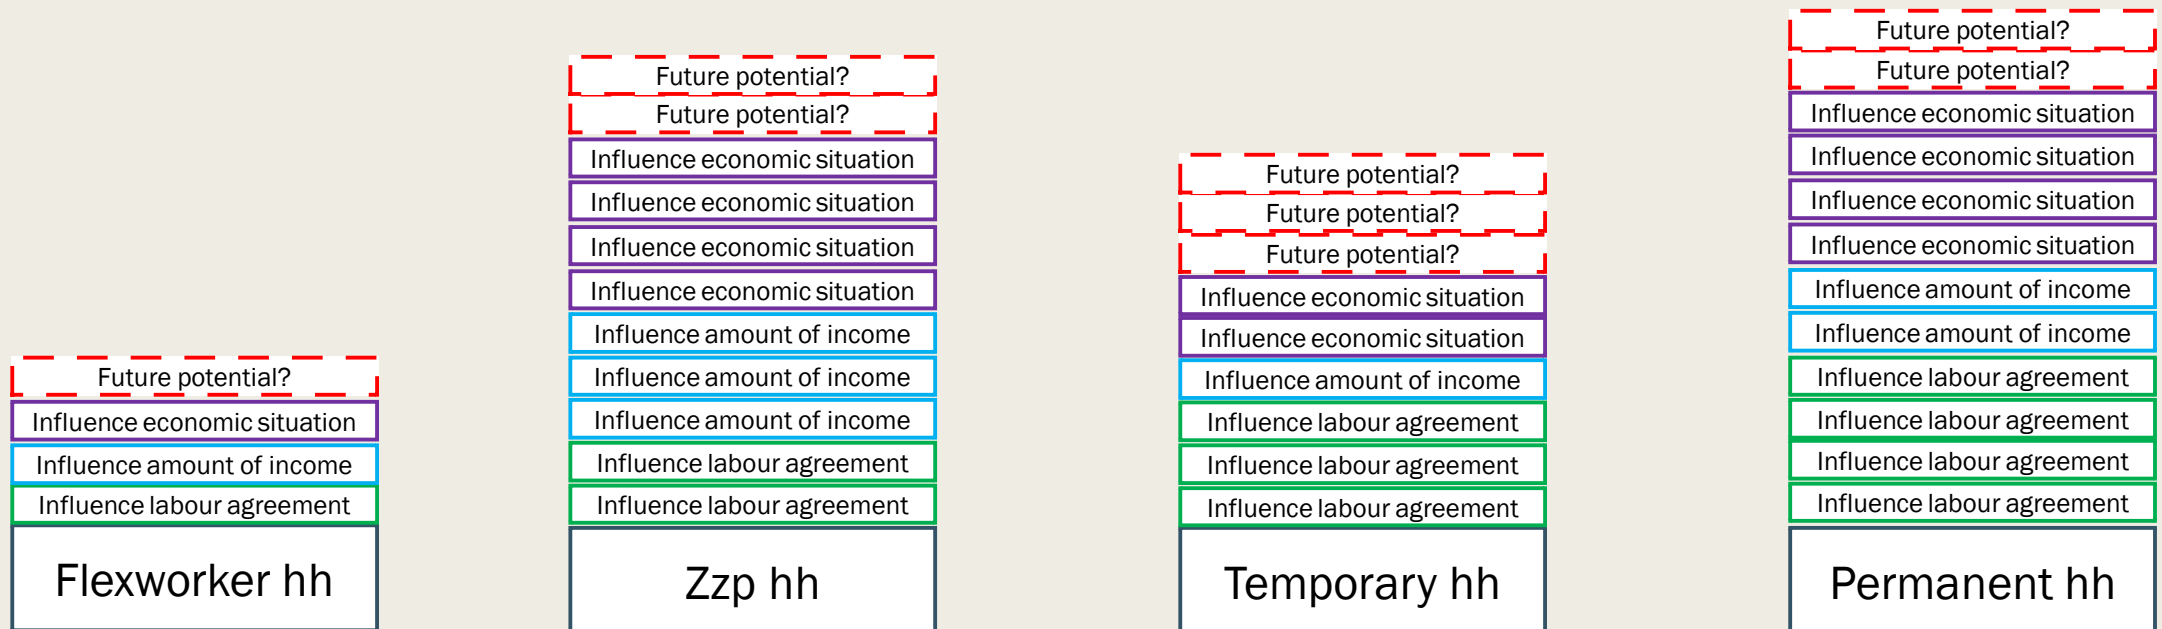 Future potential?
Influence economic situation
Influence amount of income
Influence labour agreement
Flexworker hh
Future potential?
Future potential?
Influence economic situation
Influence economic situation
Influence economic situation
Influence economic situation
Influence amount of income
Influence amount of income
Influence amount of income
Influence labour agreement
Influence labour agreement
Zzp hh
Future potential?
Future potential?
Future potential?
Influence economic situation
Influence economic situation
Influence amount of income
Influence labour agreement
Influence labour agreement
Influence labour agreement
Temporary hh
Future potential?
Future potential?
Influence economic situation
Influence economic situation
Influence economic situation
Influence economic situation
Influence amount of income
Influence amount of income
Influence labour agreement
Influence labour agreement
Influence labour agreement
Influence labour agreement
Permanent hh